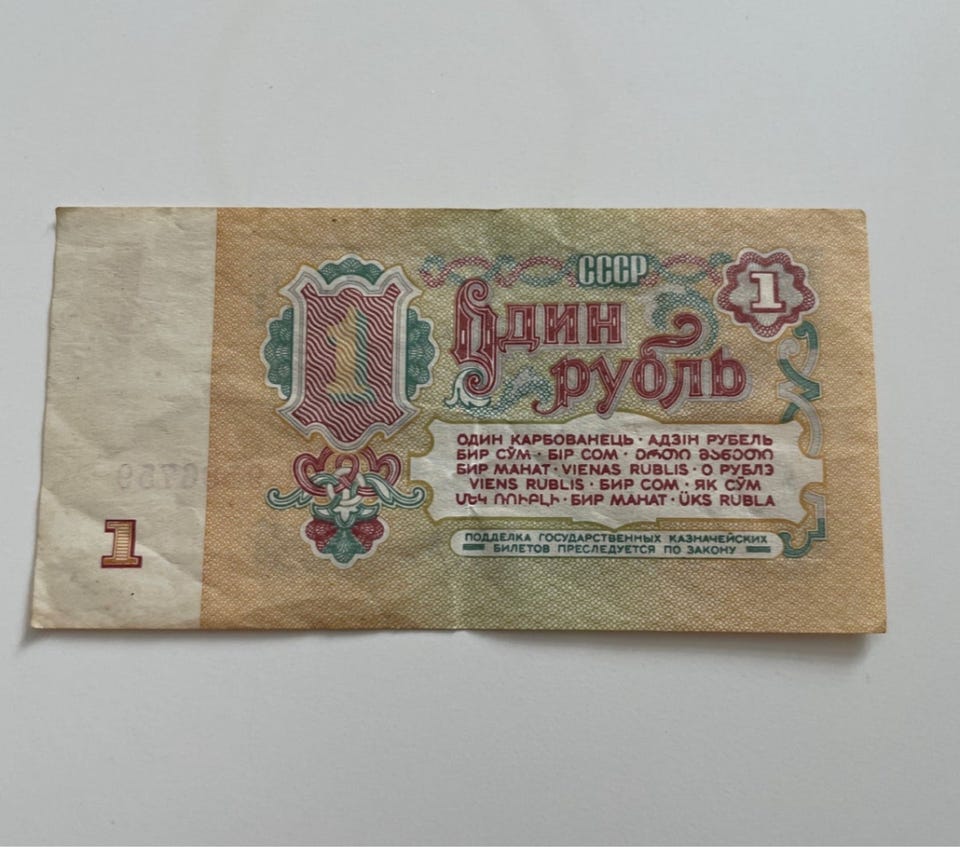 СССР
1
1
Один
рубль
ОДИН КАРБОВАНЕЦЬ · АДЗІН РУБЕЛЬ
БИР СЎМ · БІР СОМ · ᲔᲠᲗᲘ ᲛᲐᲜᲔᲗᲘ
БИР МАНАТ · VIENAS RUBLIS · О РУБЛЭ
VIENS RUBLIS · БИР СОМ · ЯК СӮМ
ՄԵԿ ՌՈՒԲԼԻ · БИР МАНАТ · ÜKS RUBLA
ПОДДЕЛКА ГОСУДАРСТВЕННЫХ КАЗНАЧЕЙСКИХ
БИЛЕТОВ ПРЕСЛЕДУЕТСЯ ПО ЗАКОНУ
1